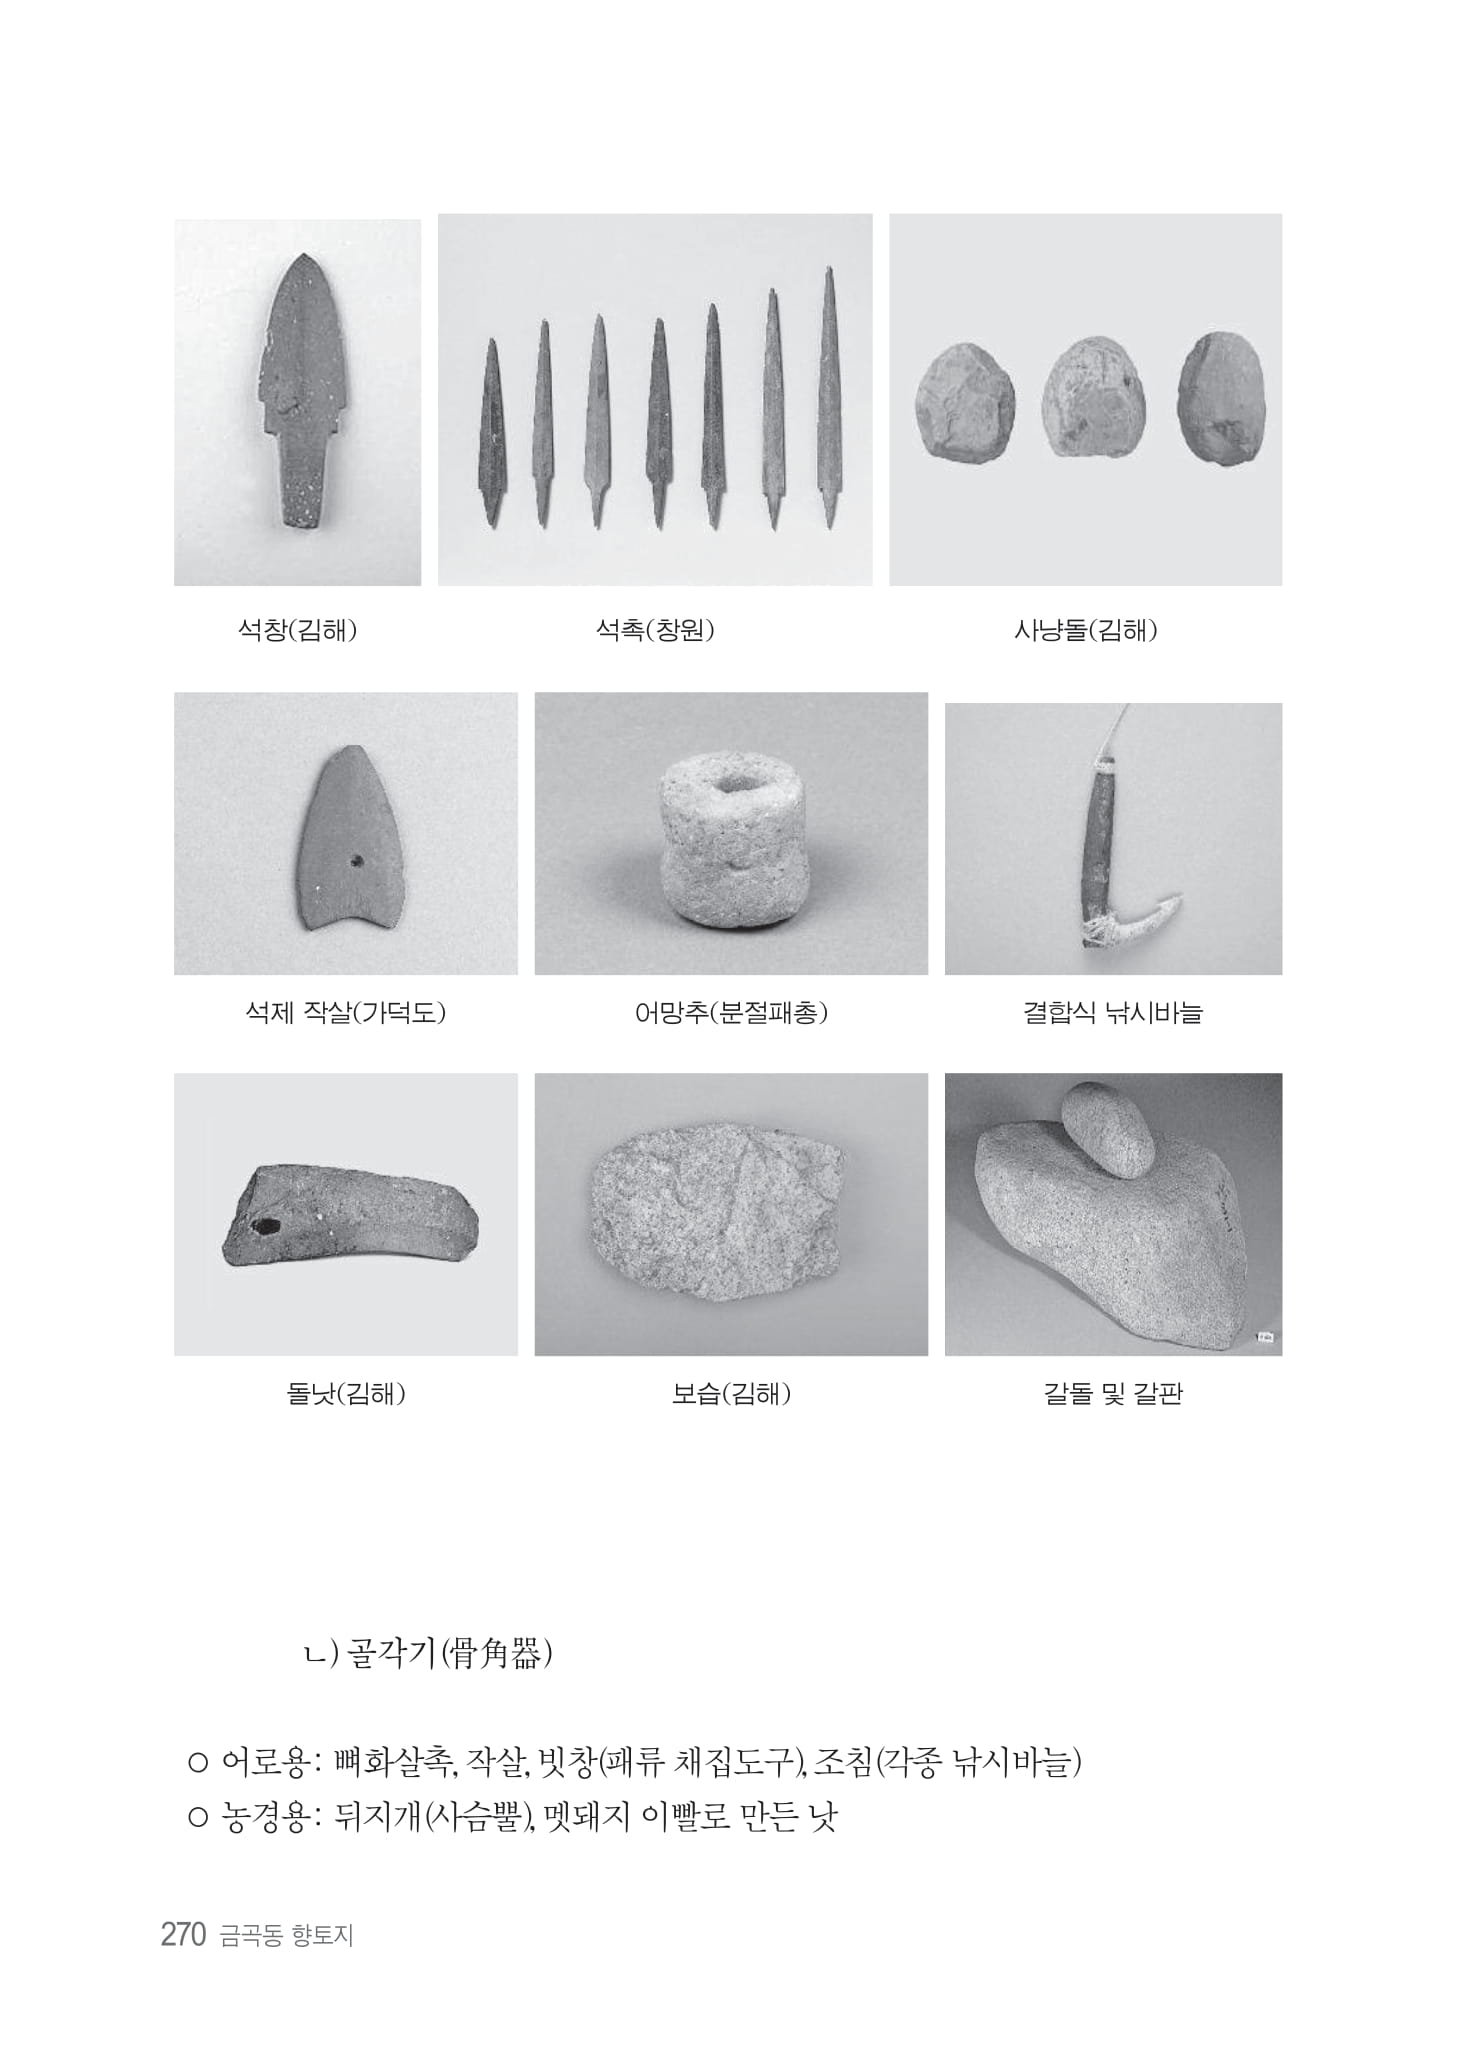 석창(김해)
석촉(창원)
사냥돌(김해)
석제 작살(가덕도)
어망추(분절패총)
결합식 낚시바늘
돌낫(김해)
보습(김해)
갈돌 및 갈판
ㄴ) 골각기(骨角器)
○ 어로용: 뼈화살촉, 작살, 빗창(패류 채집도구), 조침(각종 낚시바늘)
○ 농경용: 뒤지개(사슴뿔), 멧돼지 이빨로 만든 낫
270 금곡동 향토지